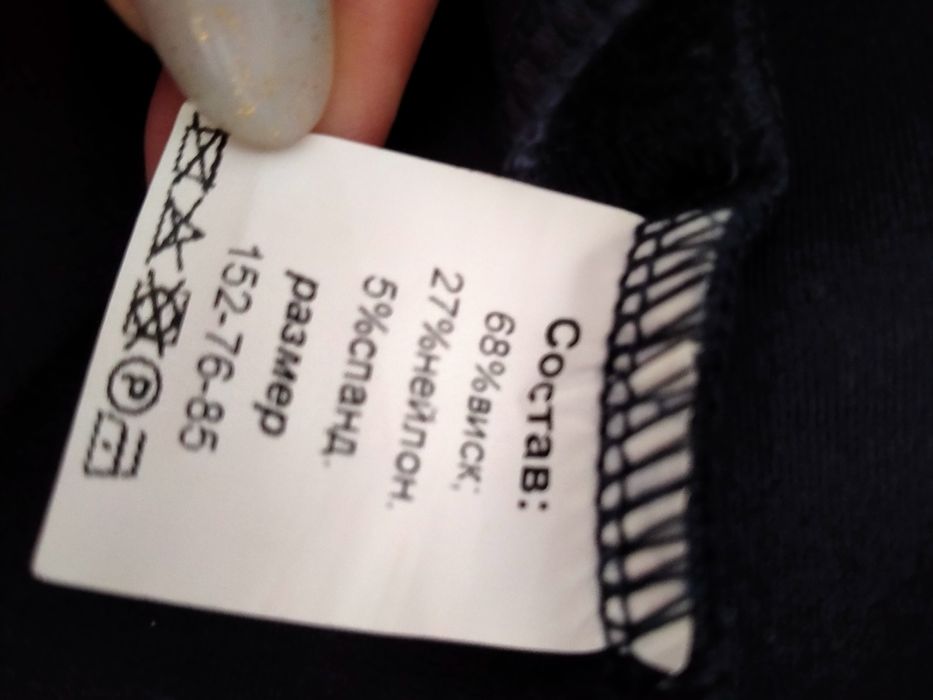 Состав:
68%виск;
27%нейлон.
5%спанд.
размер
152-76-85
P